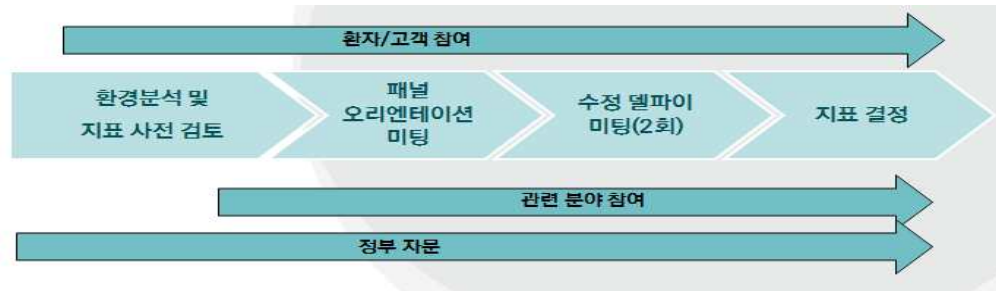 환자/고객 참여
환경분석 및
지표 사전 검토
패널
오리엔테이션
미팅
수정 델파이
미팅(2회)
지표 결정
관련 분야 참여
정부 자문